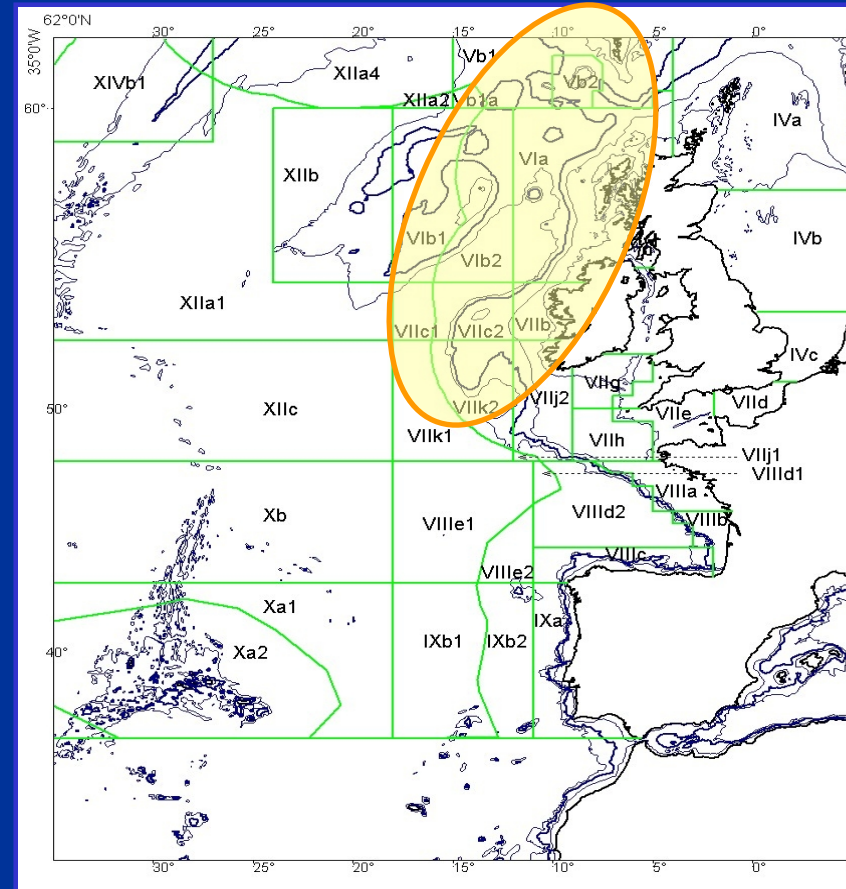 62°0'N
35°0'W
30° 25° 20° 15° 10° 5° 0°
Vb1
XIVb1 XIIa4
Vb2
XIIa2 Vb1a
60°
IVa
VIa
XIIb
VIb1 IVb
VIb2
XIIa1
VIIc1 VIIc2 VIIb
IVc
VIIg
VIIj2 VIId
50° XIIc VIIk2 VIIe
VIIk1 VIIh
VIIj1
VIIId1
VIIIa
Xb VIIIe1 VIIId2 VIIIb
VIIIc
VIIIe2
Xa1
IXa
IXb1 IXb2
40° Xa2
30° 25° 20° 15° 10° 5° 0°